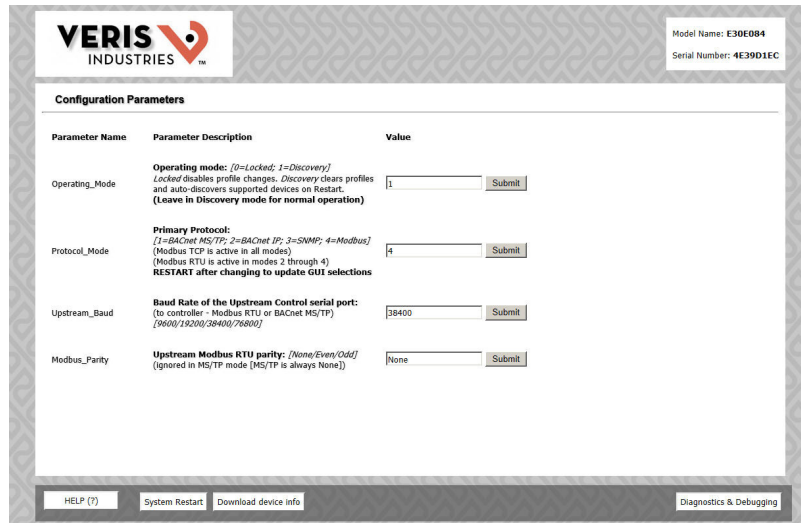 VERIS
INDUSTRIES
TM
Model Name: E30E084
Serial Number: 4E39D1EC
Configuration Parameters
Parameter Name Parameter Description Value
Operating_Mode
Operating mode: [0=Locked; 1=Discovery]
Locked disables profile changes. Discovery clears profiles
and auto-discovers supported devices on Restart.
(Leave in Discovery mode for normal operation)
1 Submit
Protocol_Mode
Primary Protocol:
[1=BACnet MS/TP; 2=BACnet IP; 3=SNMP; 4=Modbus]
(Modbus TCP is active in all modes)
(Modbus RTU is active in modes 2 through 4)
RESTART after changing to update GUI selections
4 Submit
Upstream_Baud
Baud Rate of the Upstream Control serial port:
(to controller - Modbus RTU or BACnet MS/TP)
[9600/19200/38400/76800]
38400 Submit
Modbus_Parity
Upstream Modbus RTU parity: [None/Even/Odd]
(ignored in MS/TP mode [MS/TP is always None])
None Submit
HELP (?) System Restart Download device info Diagnostics & Debugging